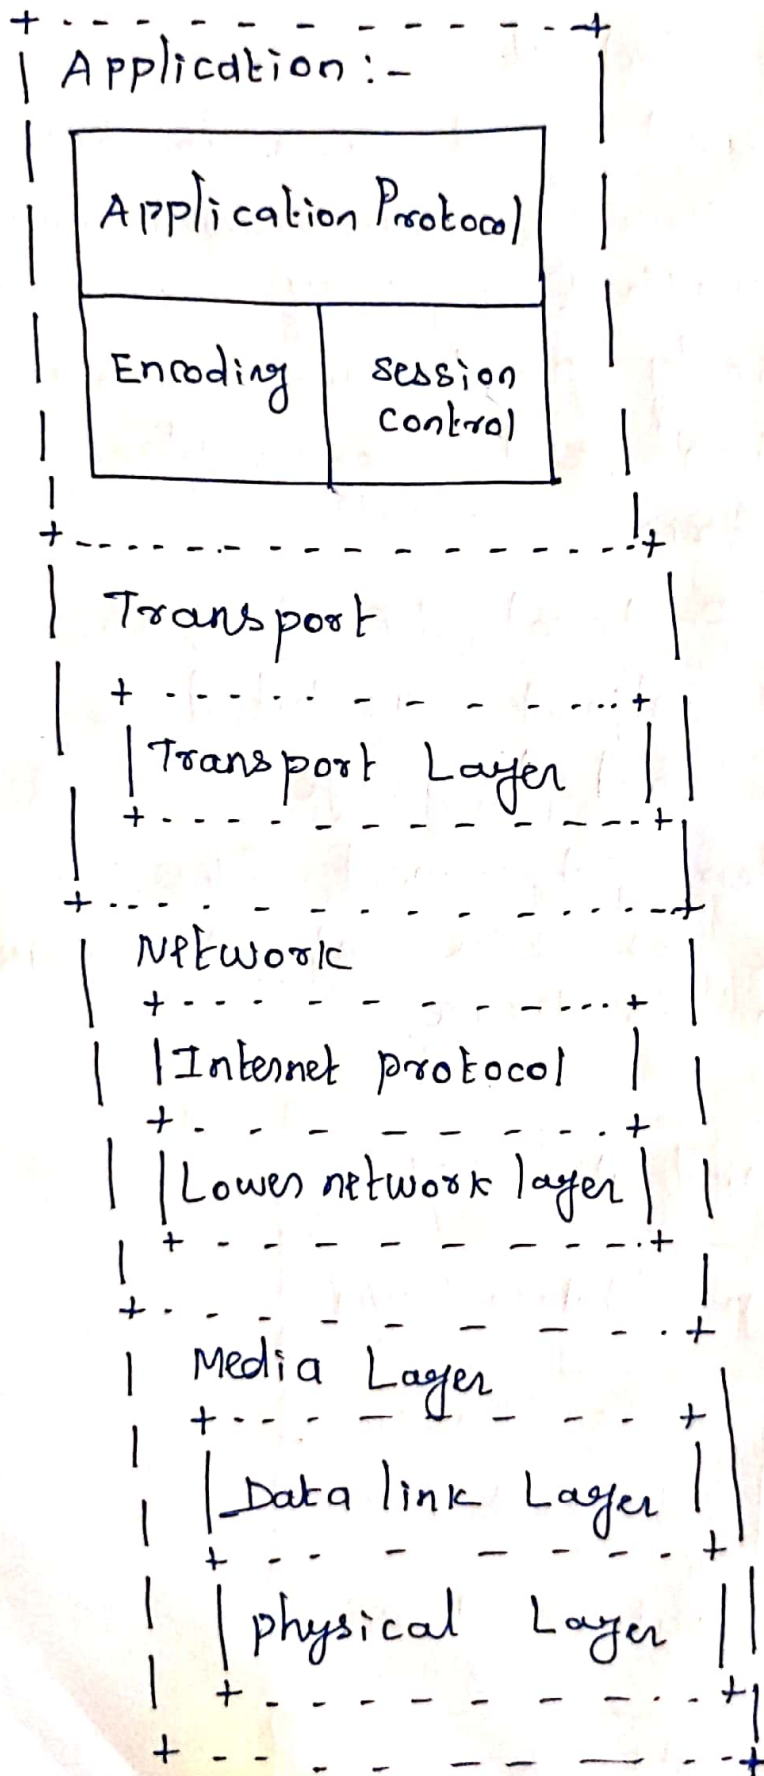 Application :-
Application Protocol
Encoding
session
control
Transport
Transport Layer
Network
Internet protocol
Lower network layer
Media Layer
Data link Layer
physical Layer